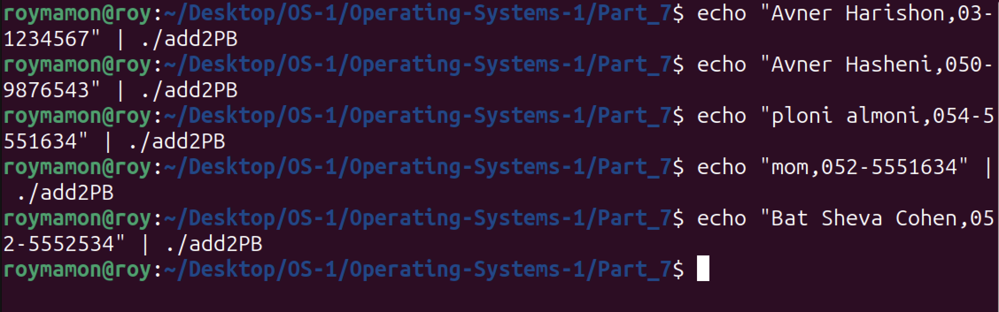 roymamon@roy:~/Desktop/OS-1/Operating-Systems-1/Part_7$ echo "Avner Harishon,03-
1234567" | ./add2PB
roymamon@roy:~/Desktop/OS-1/Operating-Systems-1/Part_7$ echo "Avner Hasheni,050-
9876543" | ./add2PB
roymamon@roy:~/Desktop/OS-1/Operating-Systems-1/Part_7$ echo "ploni almoni,054-5
551634" | ./add2PB
roymamon@roy:~/Desktop/OS-1/Operating-Systems-1/Part_7$ echo "mom,052-5551634" |
 ./add2PB
roymamon@roy:~/Desktop/OS-1/Operating-Systems-1/Part_7$ echo "Bat Sheva Cohen,05
2-5552534" | ./add2PB
roymamon@roy:~/Desktop/OS-1/Operating-Systems-1/Part_7$